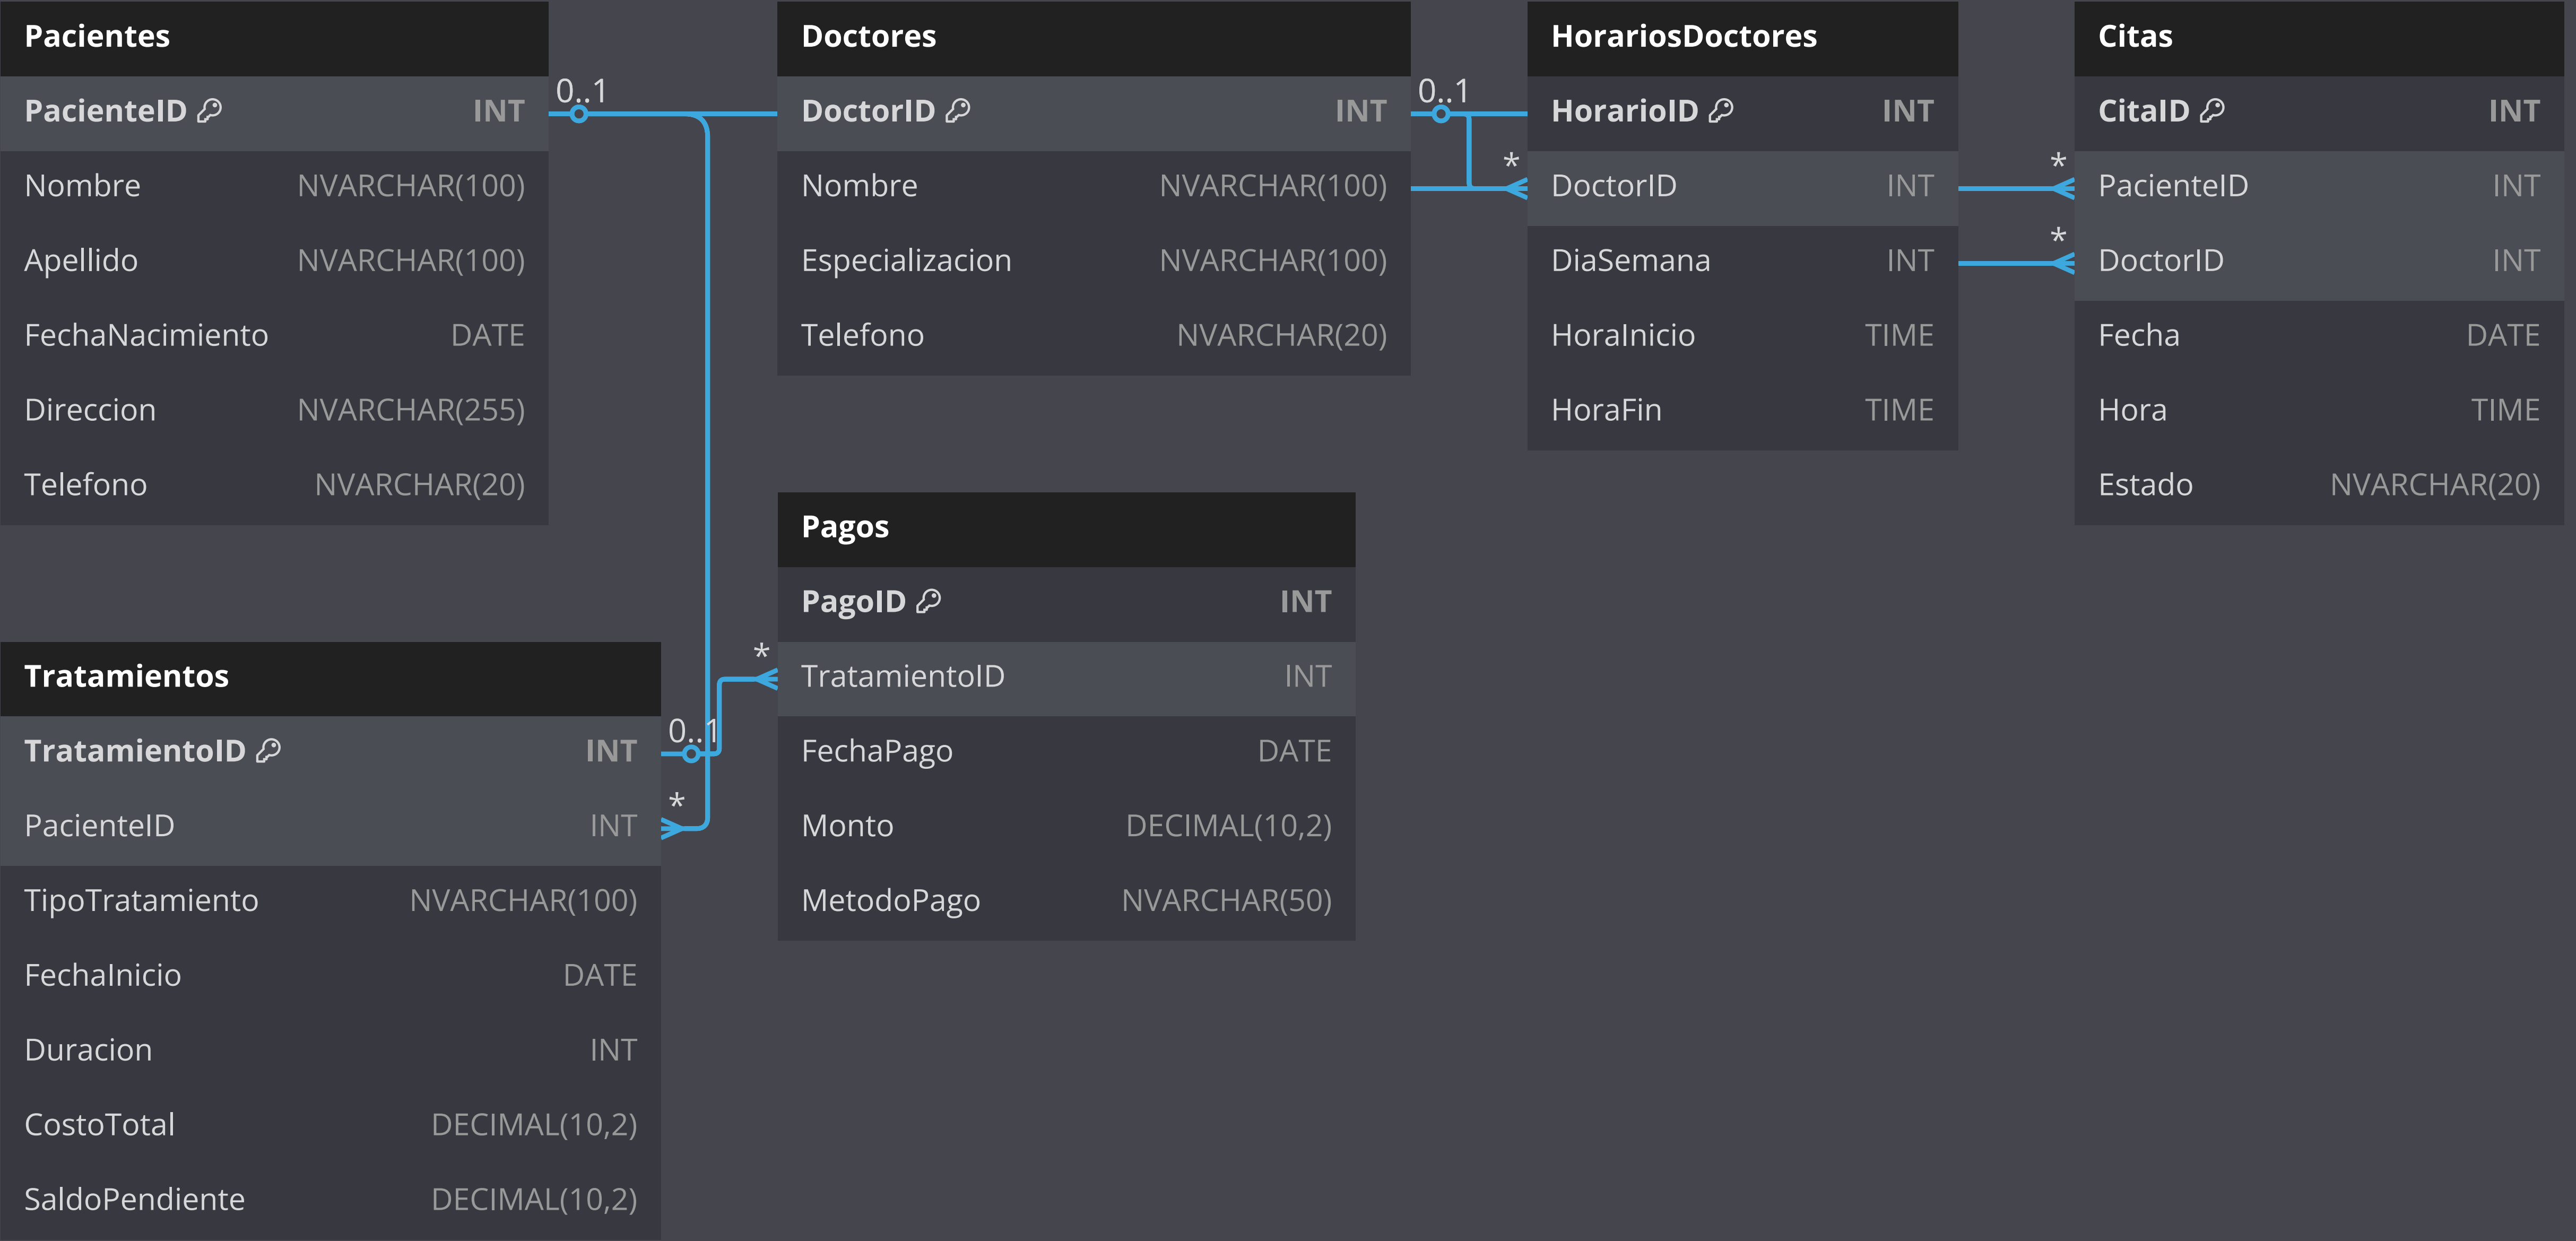 Pacientes
PacienteID INT
Nombre NVARCHAR(100)
Apellido NVARCHAR(100)
FechaNacimiento DATE
Direccion NVARCHAR(255)
Telefono NVARCHAR(20)
0..1
Doctores
DoctorID INT
Nombre NVARCHAR(100)
Especializacion NVARCHAR(100)
Telefono NVARCHAR(20)
0..1
*
HorariosDoctores
HorarioID INT
DoctorID INT
DiaSemana INT
HoraInicio TIME
HoraFin TIME
*
*
Citas
CitaID INT
PacienteID INT
DoctorID INT
Fecha DATE
Hora TIME
Estado NVARCHAR(20)
Tratamientos
TratamientoID INT
PacienteID INT
TipoTratamiento NVARCHAR(100)
FechaInicio DATE
Duracion INT
CostoTotal DECIMAL(10,2)
SaldoPendiente DECIMAL(10,2)
0..1
*
*
Pagos
PagoID INT
TratamientoID INT
FechaPago DATE
Monto DECIMAL(10,2)
MetodoPago NVARCHAR(50)